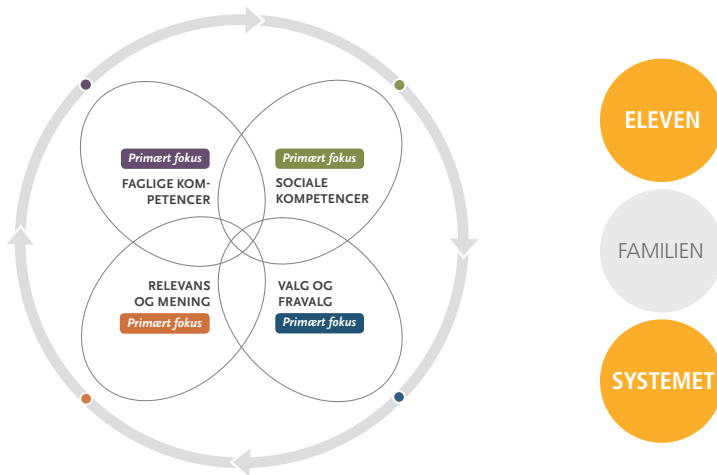 Primært fokus
FAGLIGE KOM-
PETENCER
Primært fokus
SOCIALE
KOMPETENCER
RELEVANS
OG MENING
Primært fokus
VALG OG
FRAVALG
Primært fokus
ELEVEN
FAMILIEN
SYSTEMET